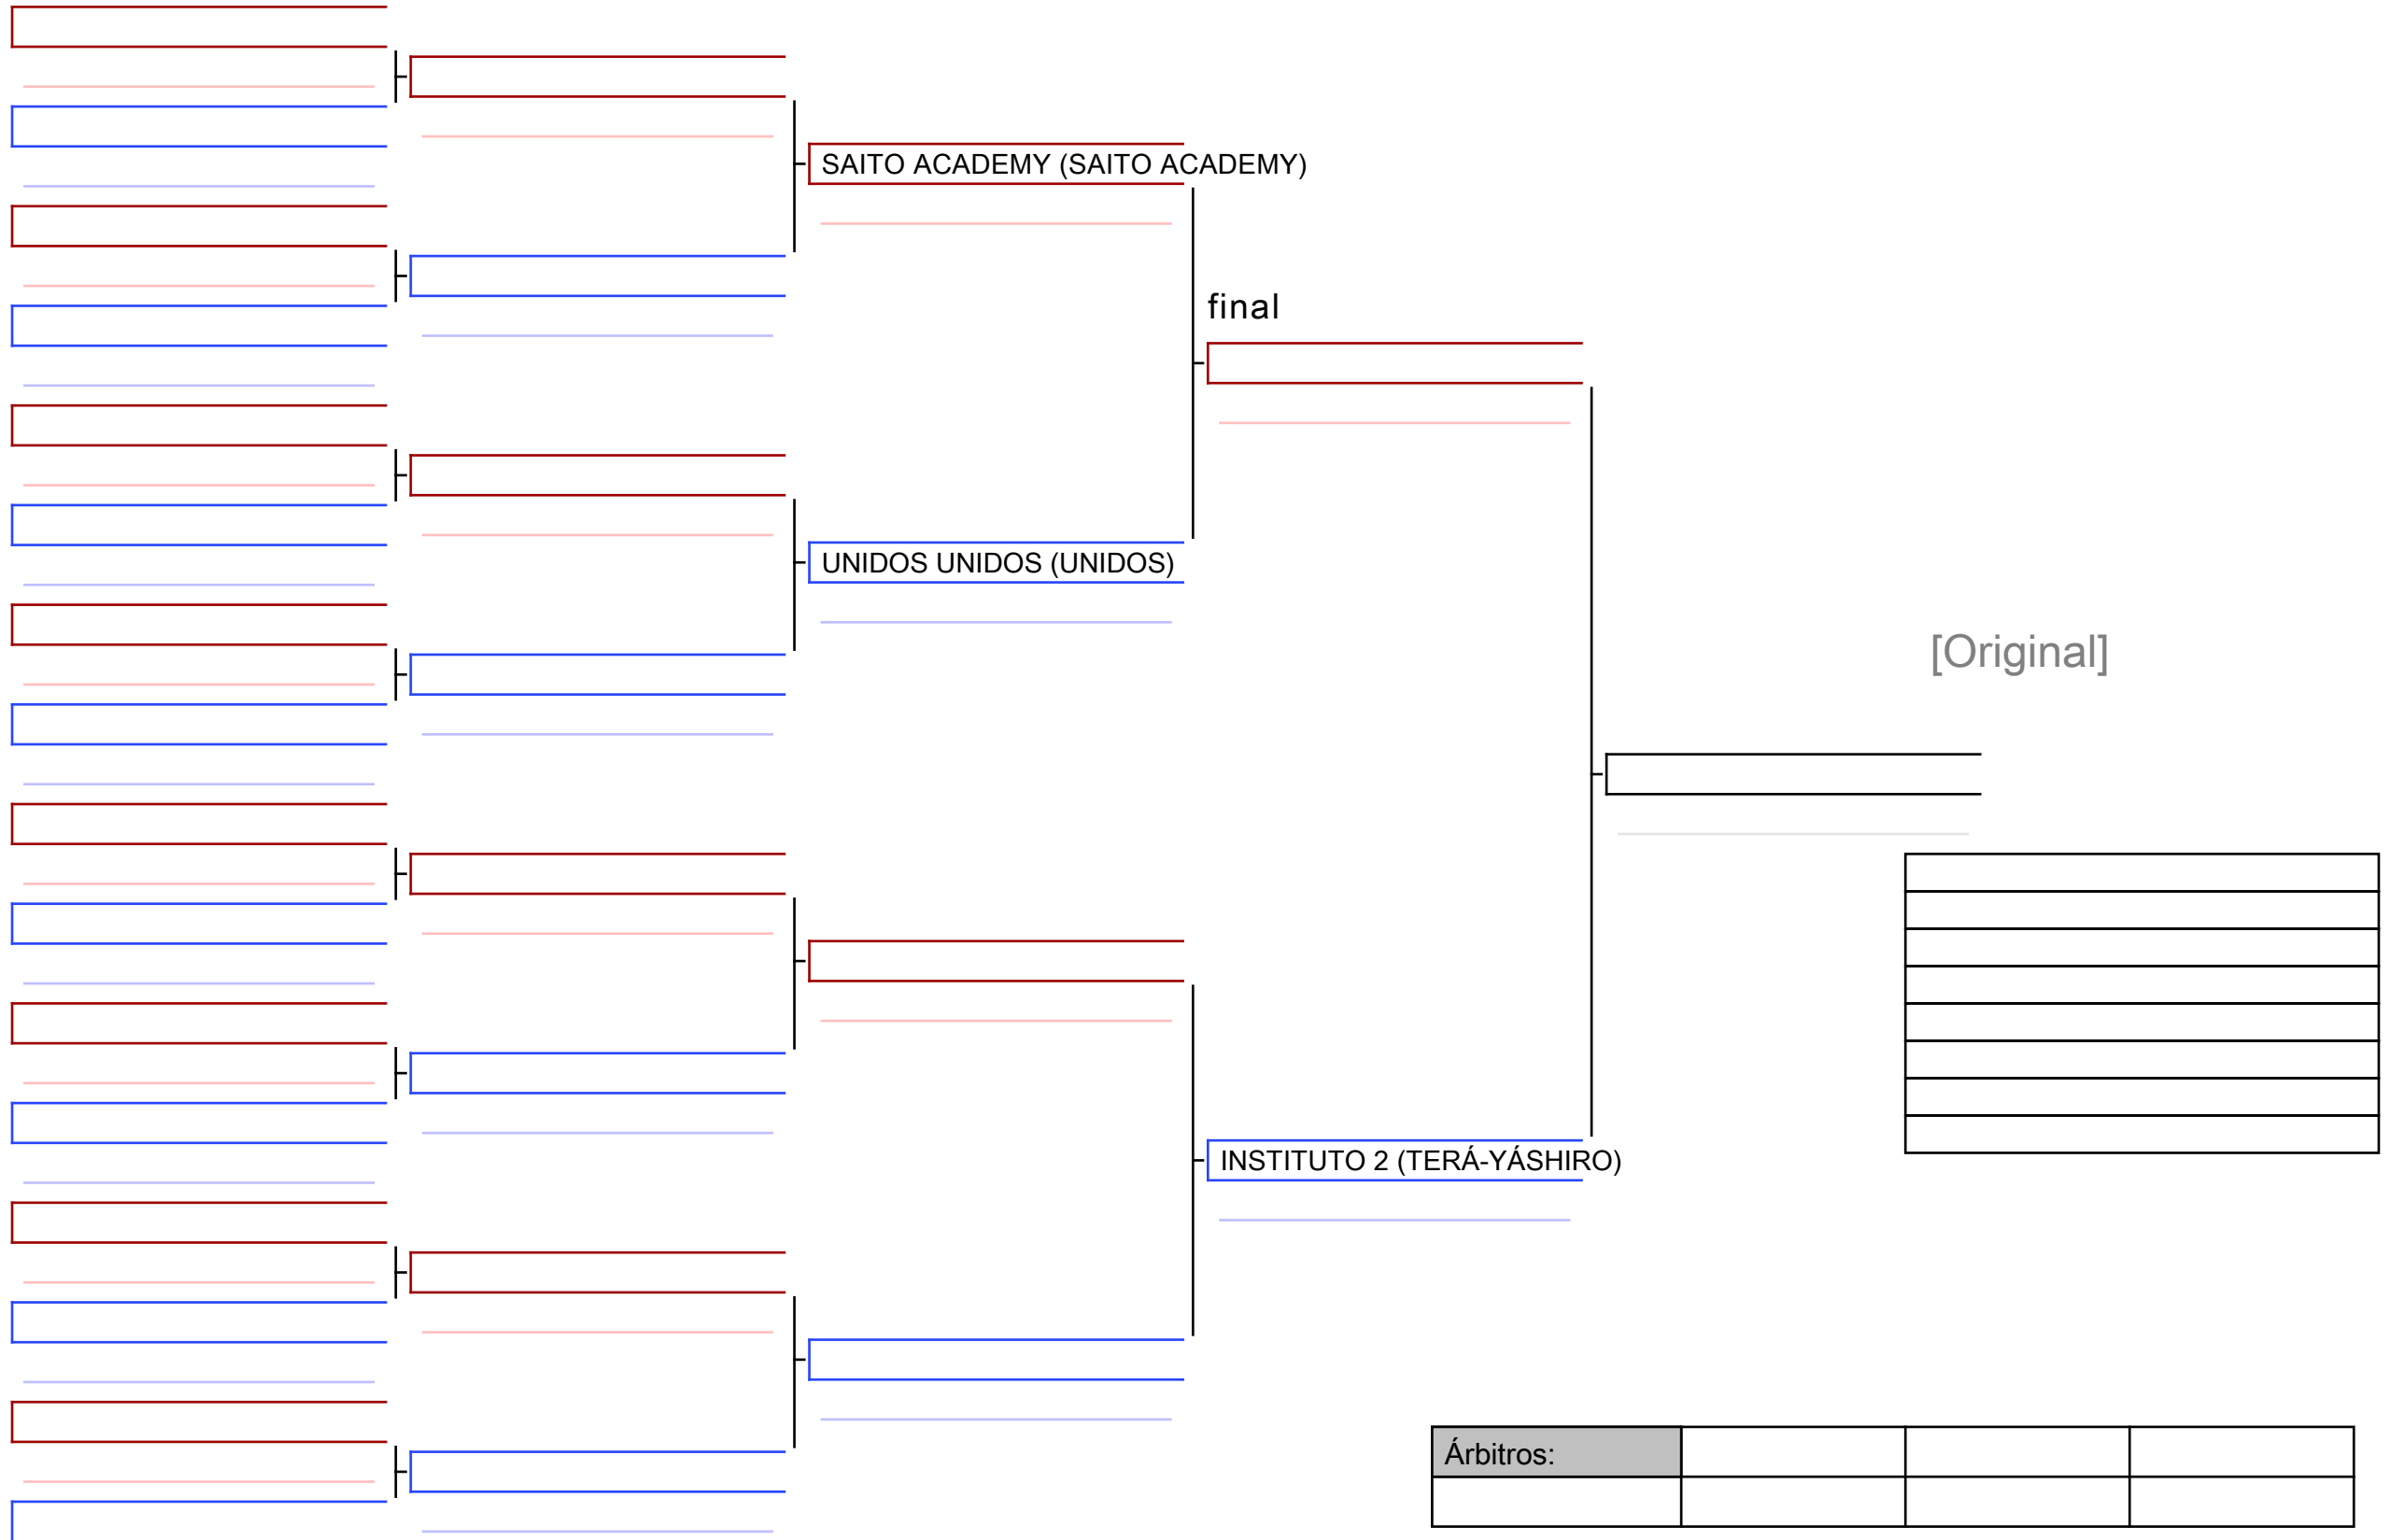 SAITO ACADEMY (SAITO ACADEMY)
final
UNIDOS UNIDOS (UNIDOS)
[Original]
INSTITUTO 2 (TERÁ-YÁSHIRO)
Árbitros: